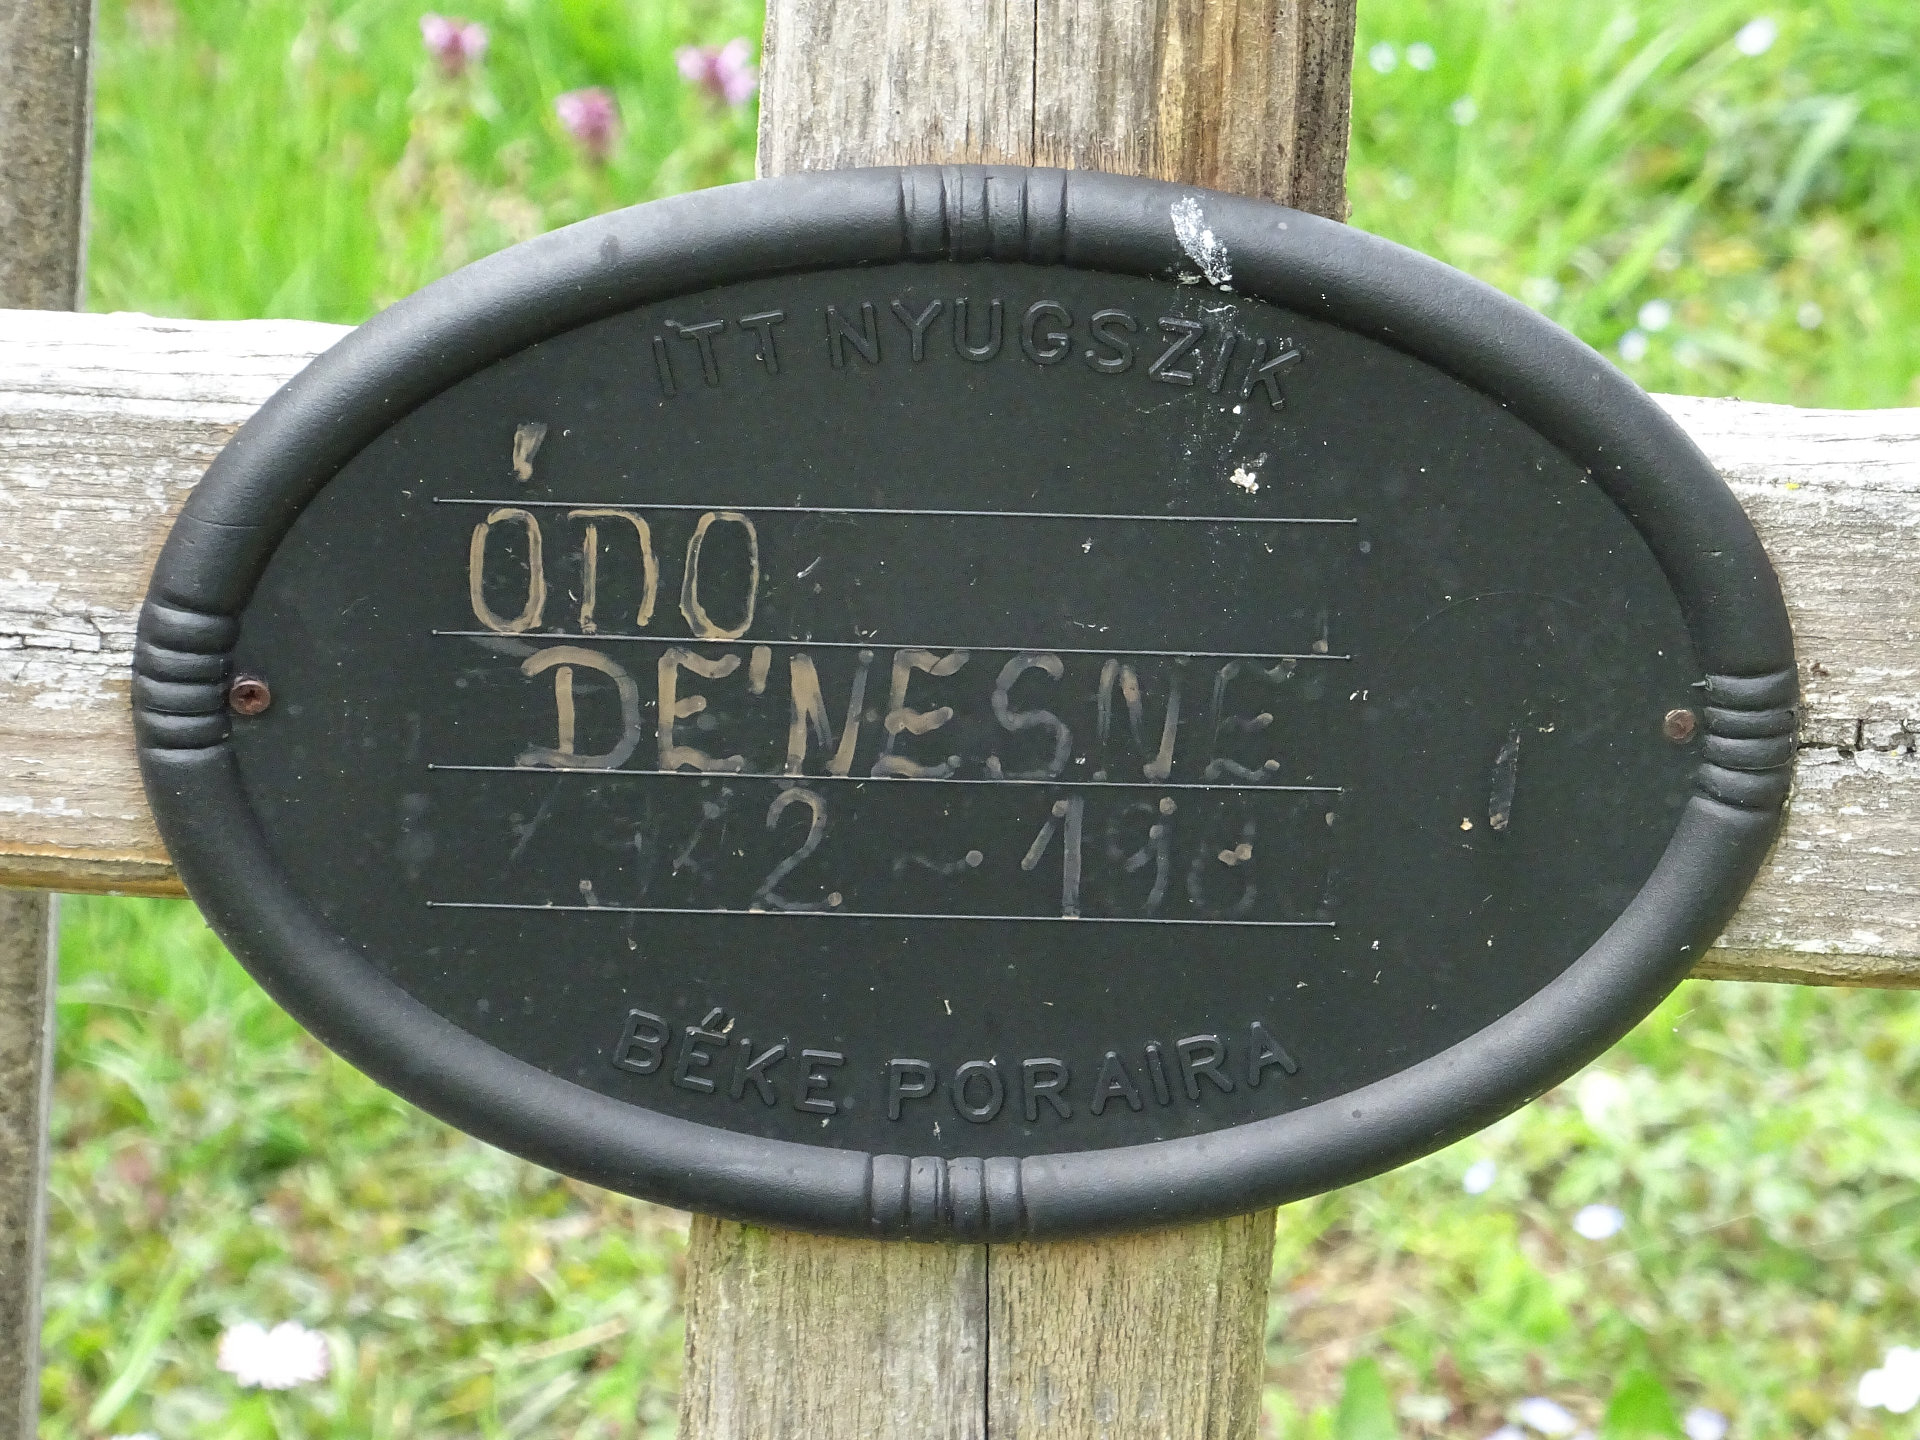 ITT NYUGSZIK
ÓDO
DÉNESNÉ
BÉKE PORAIRA